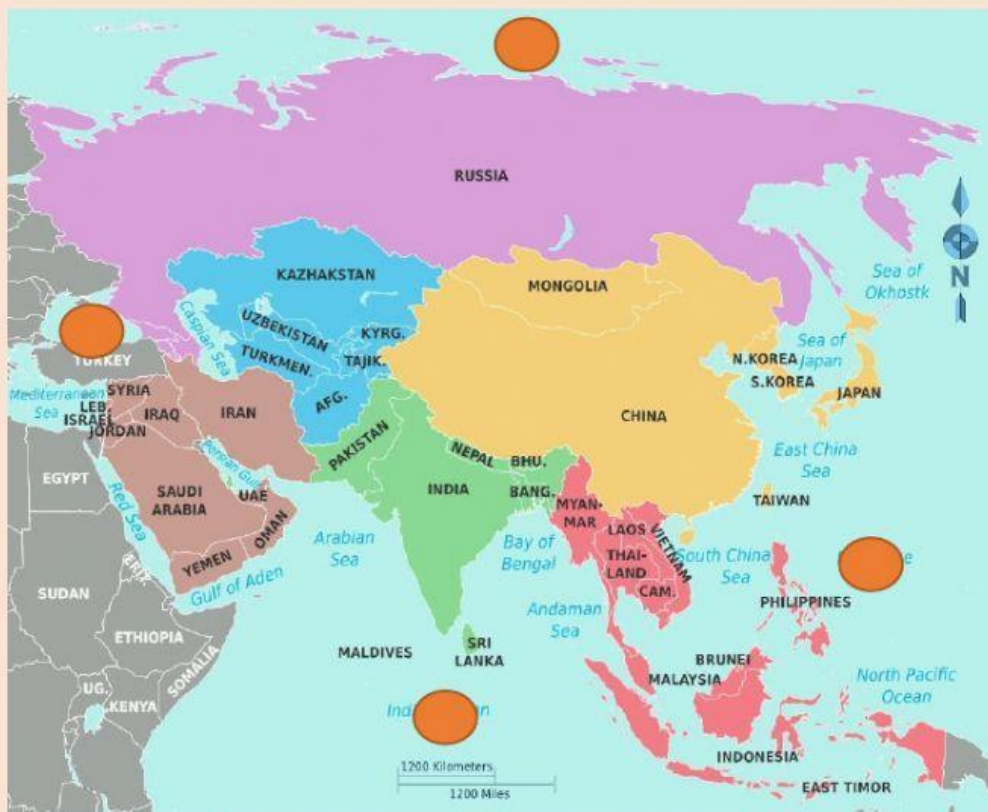 RUSSIA
KAZHAKSTAN
MONGOLIA
Sea of
Okhostk
N
UZBEKISTAN
KYRG.
Caspian Sea
TURKMEN.
TAJIK.
N.KOREA
Sea of
Japan
S.KOREA
JAPAN
TURKEY
Mediterranean
Sea
SYRIA
LEB.
ISRAEL
JORDAN
IRAQ
IRAN
AFG.
CHINA
PAKISTAN
NEPAL
BHU.
East China
Sea
EGYPT
Persian Gulf
SAUDI
ARABIA
UAE
INDIA
BANG.
MYAN-
MAR
TAIWAN
Red Sea
OMAN
Arabian
Sea
LAOS
VIETNAM
Bay of
Bengal
THAI-
LAND
South China
Sea
YEMEN
ERIT.
Gulf of Aden
CAM.
SUDAN
PHILIPPINES
Andaman
Sea
ETHIOPIA
SOMALIA
MALDIVES
SRI
LANKA
BRUNEI
MALAYSIA
North Pacific
Ocean
UG.
KENYA
INDONESIA
1200 Kilometers
1200 Miles
EAST TIMOR